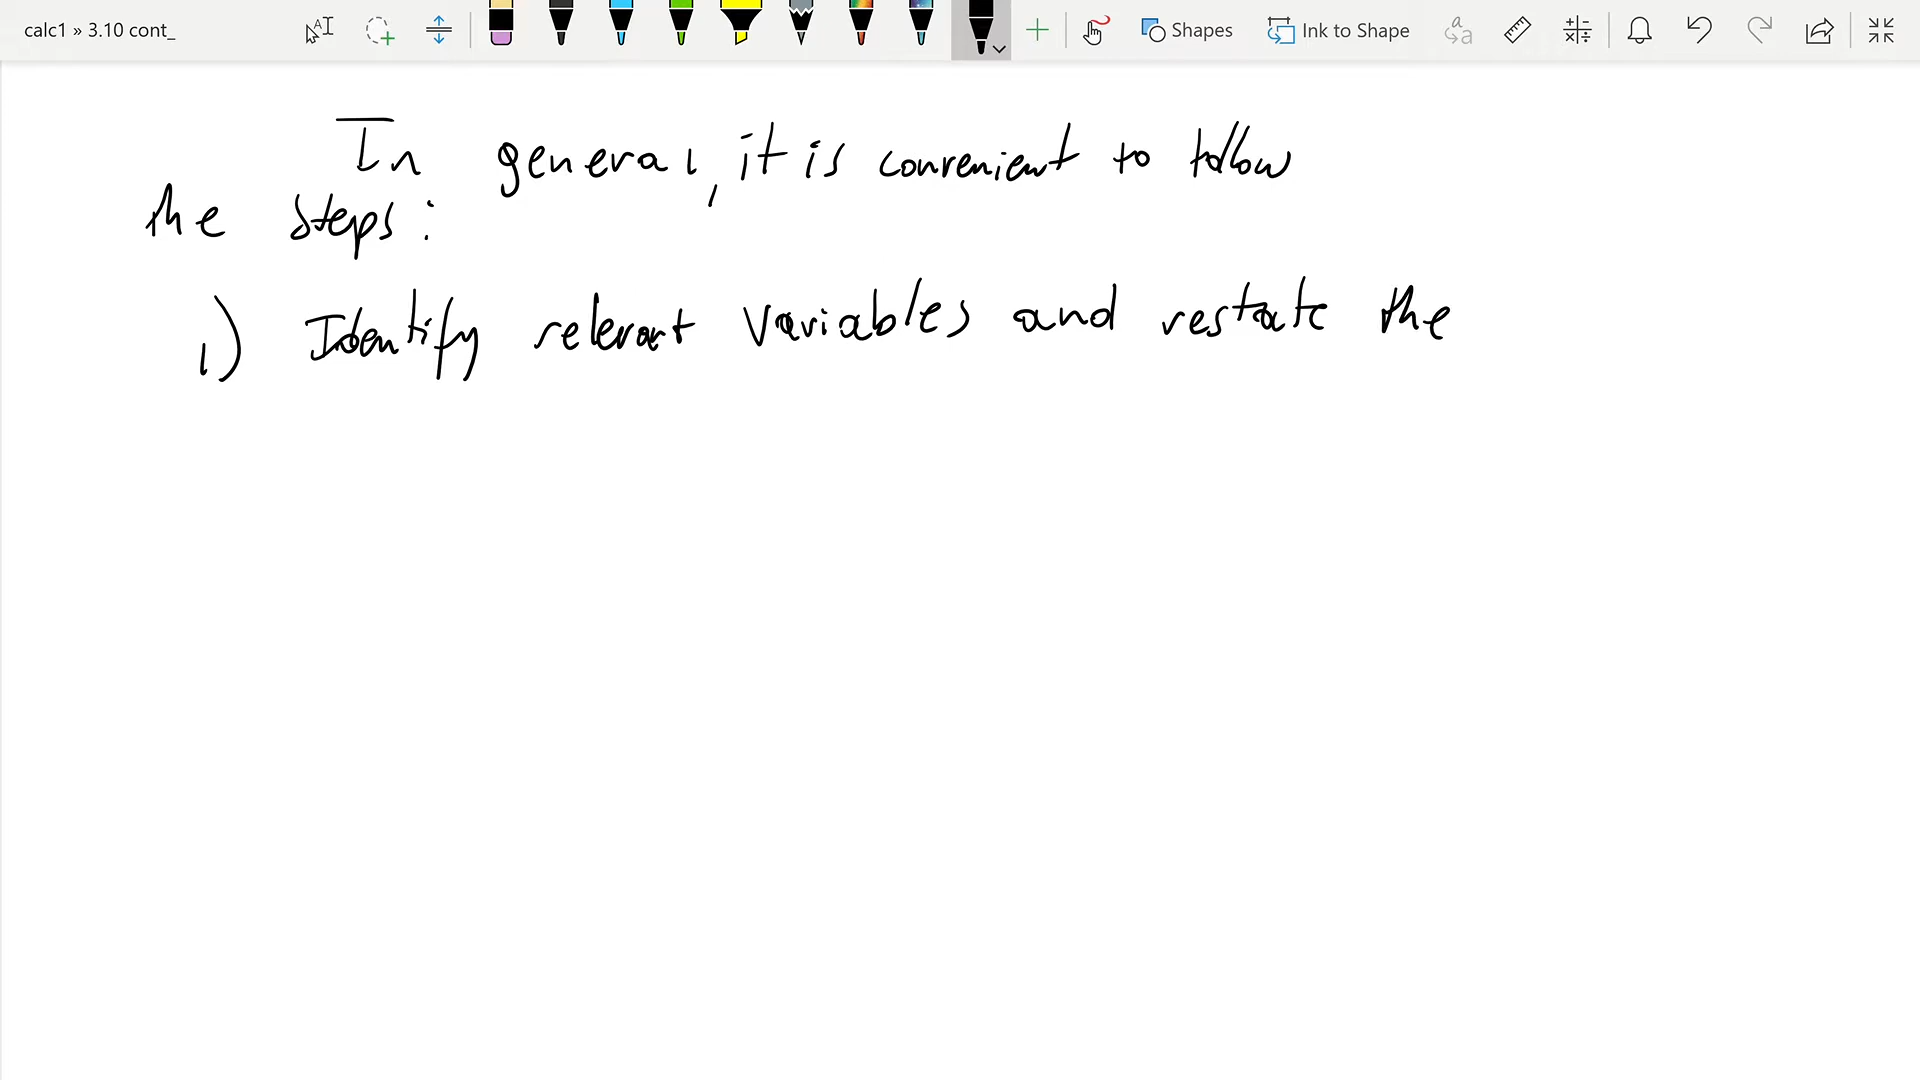 calc1 » 3.10 cont_
Shapes
Ink to Shape
In general, it is convenient to follow
the steps:
1) Identify relevant variables and restate the